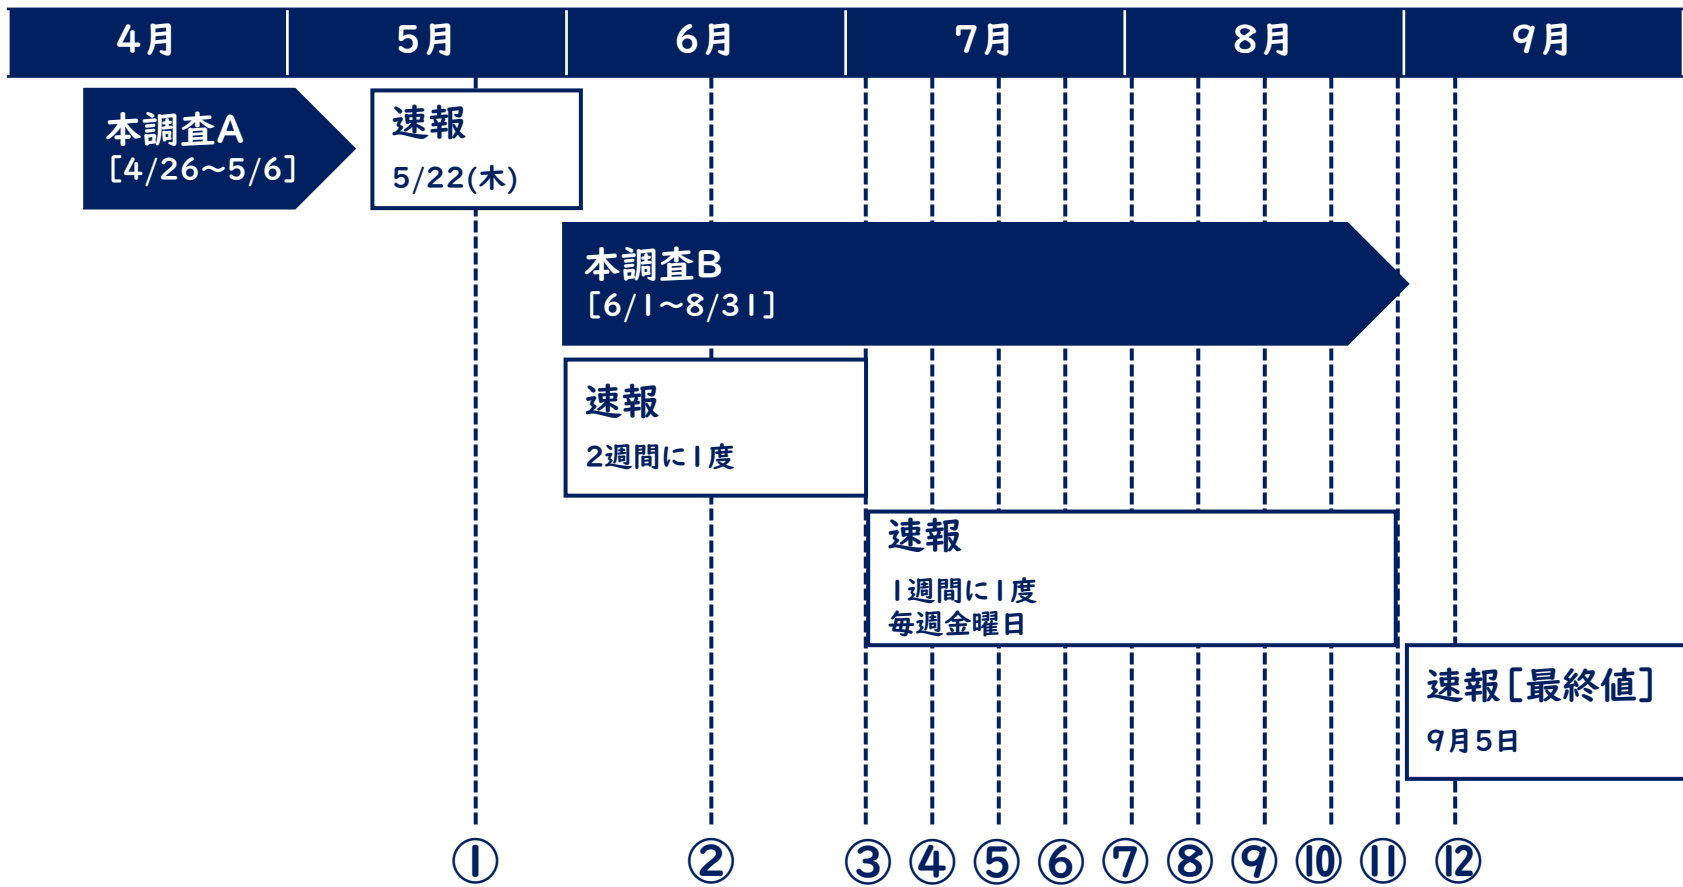 4月 5月 6月 7月 8月 9月
本調査A
[4/26~5/6]
速報
5/22(木)
本調査B
[6/1~8/31]
速報
2週間に1度
速報
1週間に1度
毎週金曜日
速報[最終値]
9月5日
① ② ③ ④ ⑤ ⑥ ⑦ ⑧ ⑨ ⑩ ⑪ ⑫